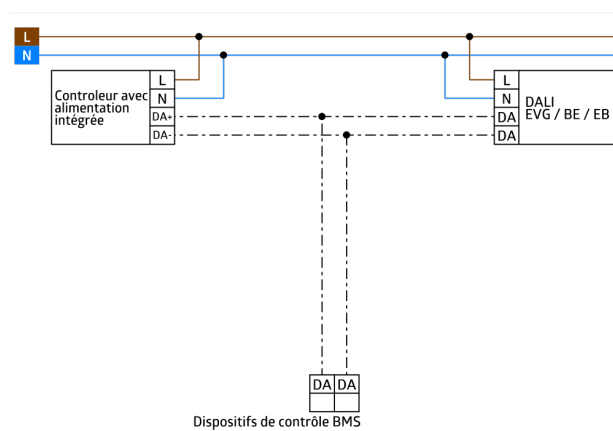 L
N
Controleur avec
alimentation
intégrée
L
N
DA+
DA-
L
N
DA
DA
DALI
EVG / BE / EB
DA DA
Dispositifs de contrôle BMS